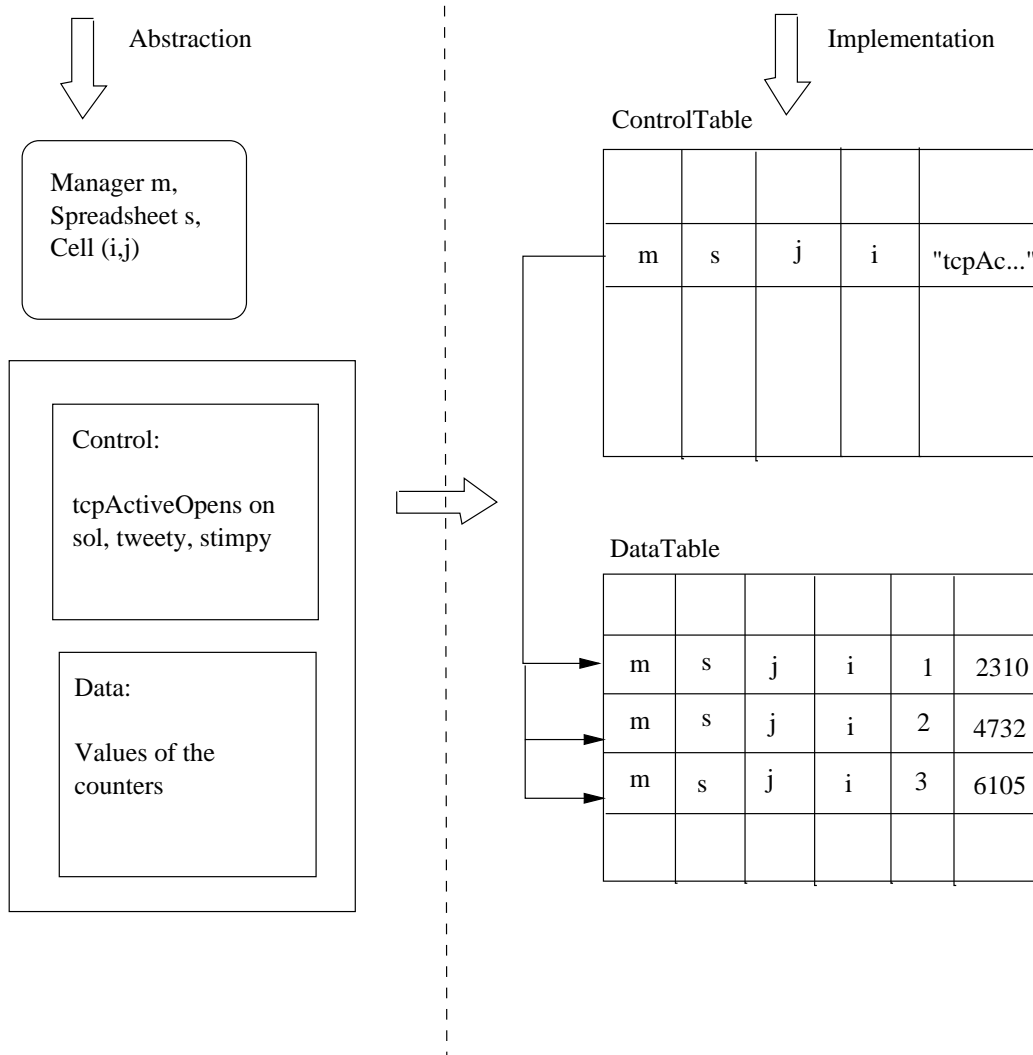 Abstraction
Manager m,
Spreadsheet s,
Cell (i,j)
Control:
tcpActiveOpens on
sol, tweety, stimpy
Data:
Values of the
counters
Implementation
ControlTable
m s j i "tcpAc..."
DataTable
m s j i 1 2310
m s j i 2 4732
m s j i 3 6105